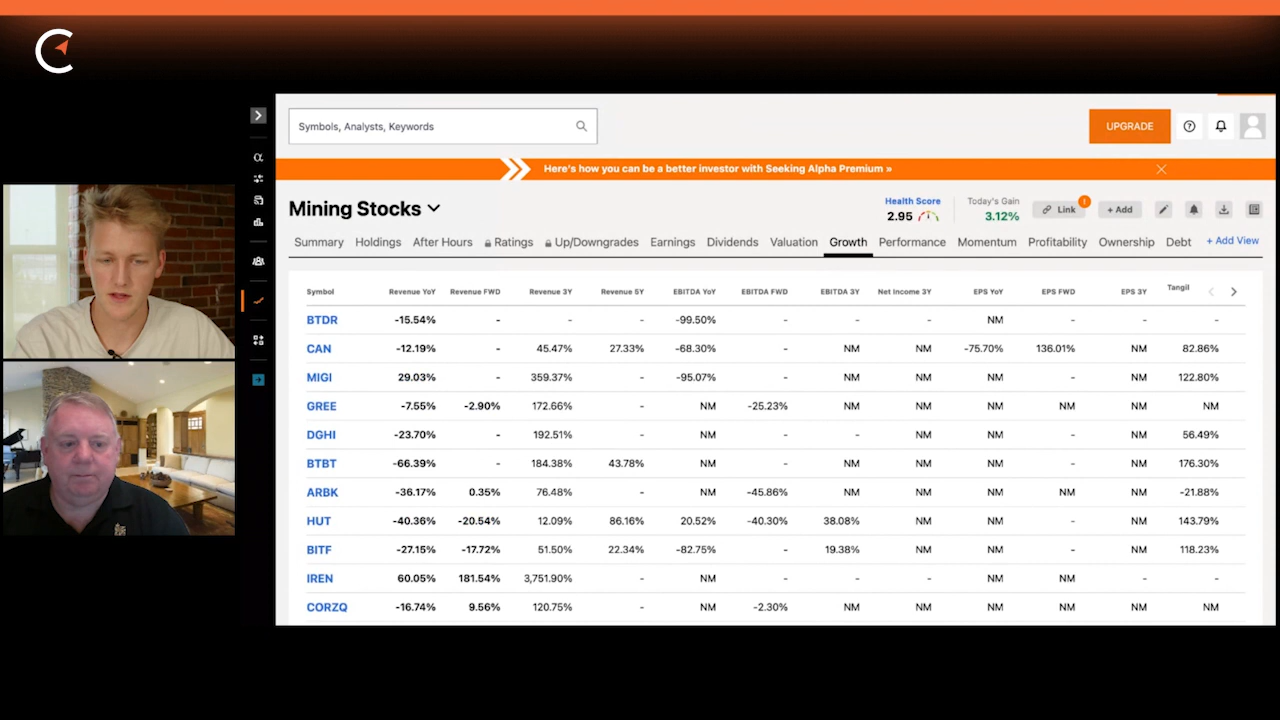 Symbols, Analysts, Keywords
UPGRADE
Here's how you can be a better investor with Seeking Alpha Premium »
Mining Stocks
Health Score
2.95
Today's Gain
3.12%
Link
1
+ Add
Summary Holdings After Hours Ratings Up/Downgrades Earnings Dividends Valuation Growth Performance Momentum Profitability Ownership Debt + Add View
Symbol Revenue YoY Revenue FWD Revenue 3Y Revenue 5Y EBITDA YoY EBITDA FWD EBITDA 3Y Net Income 3Y EPS YoY EPS FWD EPS 3Y Tangil
BTDR -15.54% - - - -99.50% - - - NM - - -
CAN -12.19% - 45.47% 27.33% -68.30% - NM NM -75.70% 136.01% NM 82.86%
MIGI 29.03% - 359.37% - -95.07% - NM NM NM - NM 122.80%
GREE -7.55% -2.90% 172.66% - NM -25.23% NM NM NM NM NM NM
DGHI -23.70% - 192.51% - NM - - NM NM - NM 56.49%
BTBT -66.39% - 184.38% 43.78% NM - NM NM NM - NM 176.30%
ARBK -36.17% 0.35% 76.48% - NM -45.86% NM NM NM NM NM -21.88%
HUT -40.36% -20.54% 12.09% 86.16% 20.52% -40.30% 38.08% NM NM - NM 143.79%
BITF -27.15% -17.72% 51.50% 22.34% -82.75% - 19.38% NM NM - NM 118.23%
IREN 60.05% 181.54% 3,751.90% - NM - - - NM NM - -
CORZQ -16.74% 9.56% 120.75% - NM -2.30% NM NM NM NM NM NM